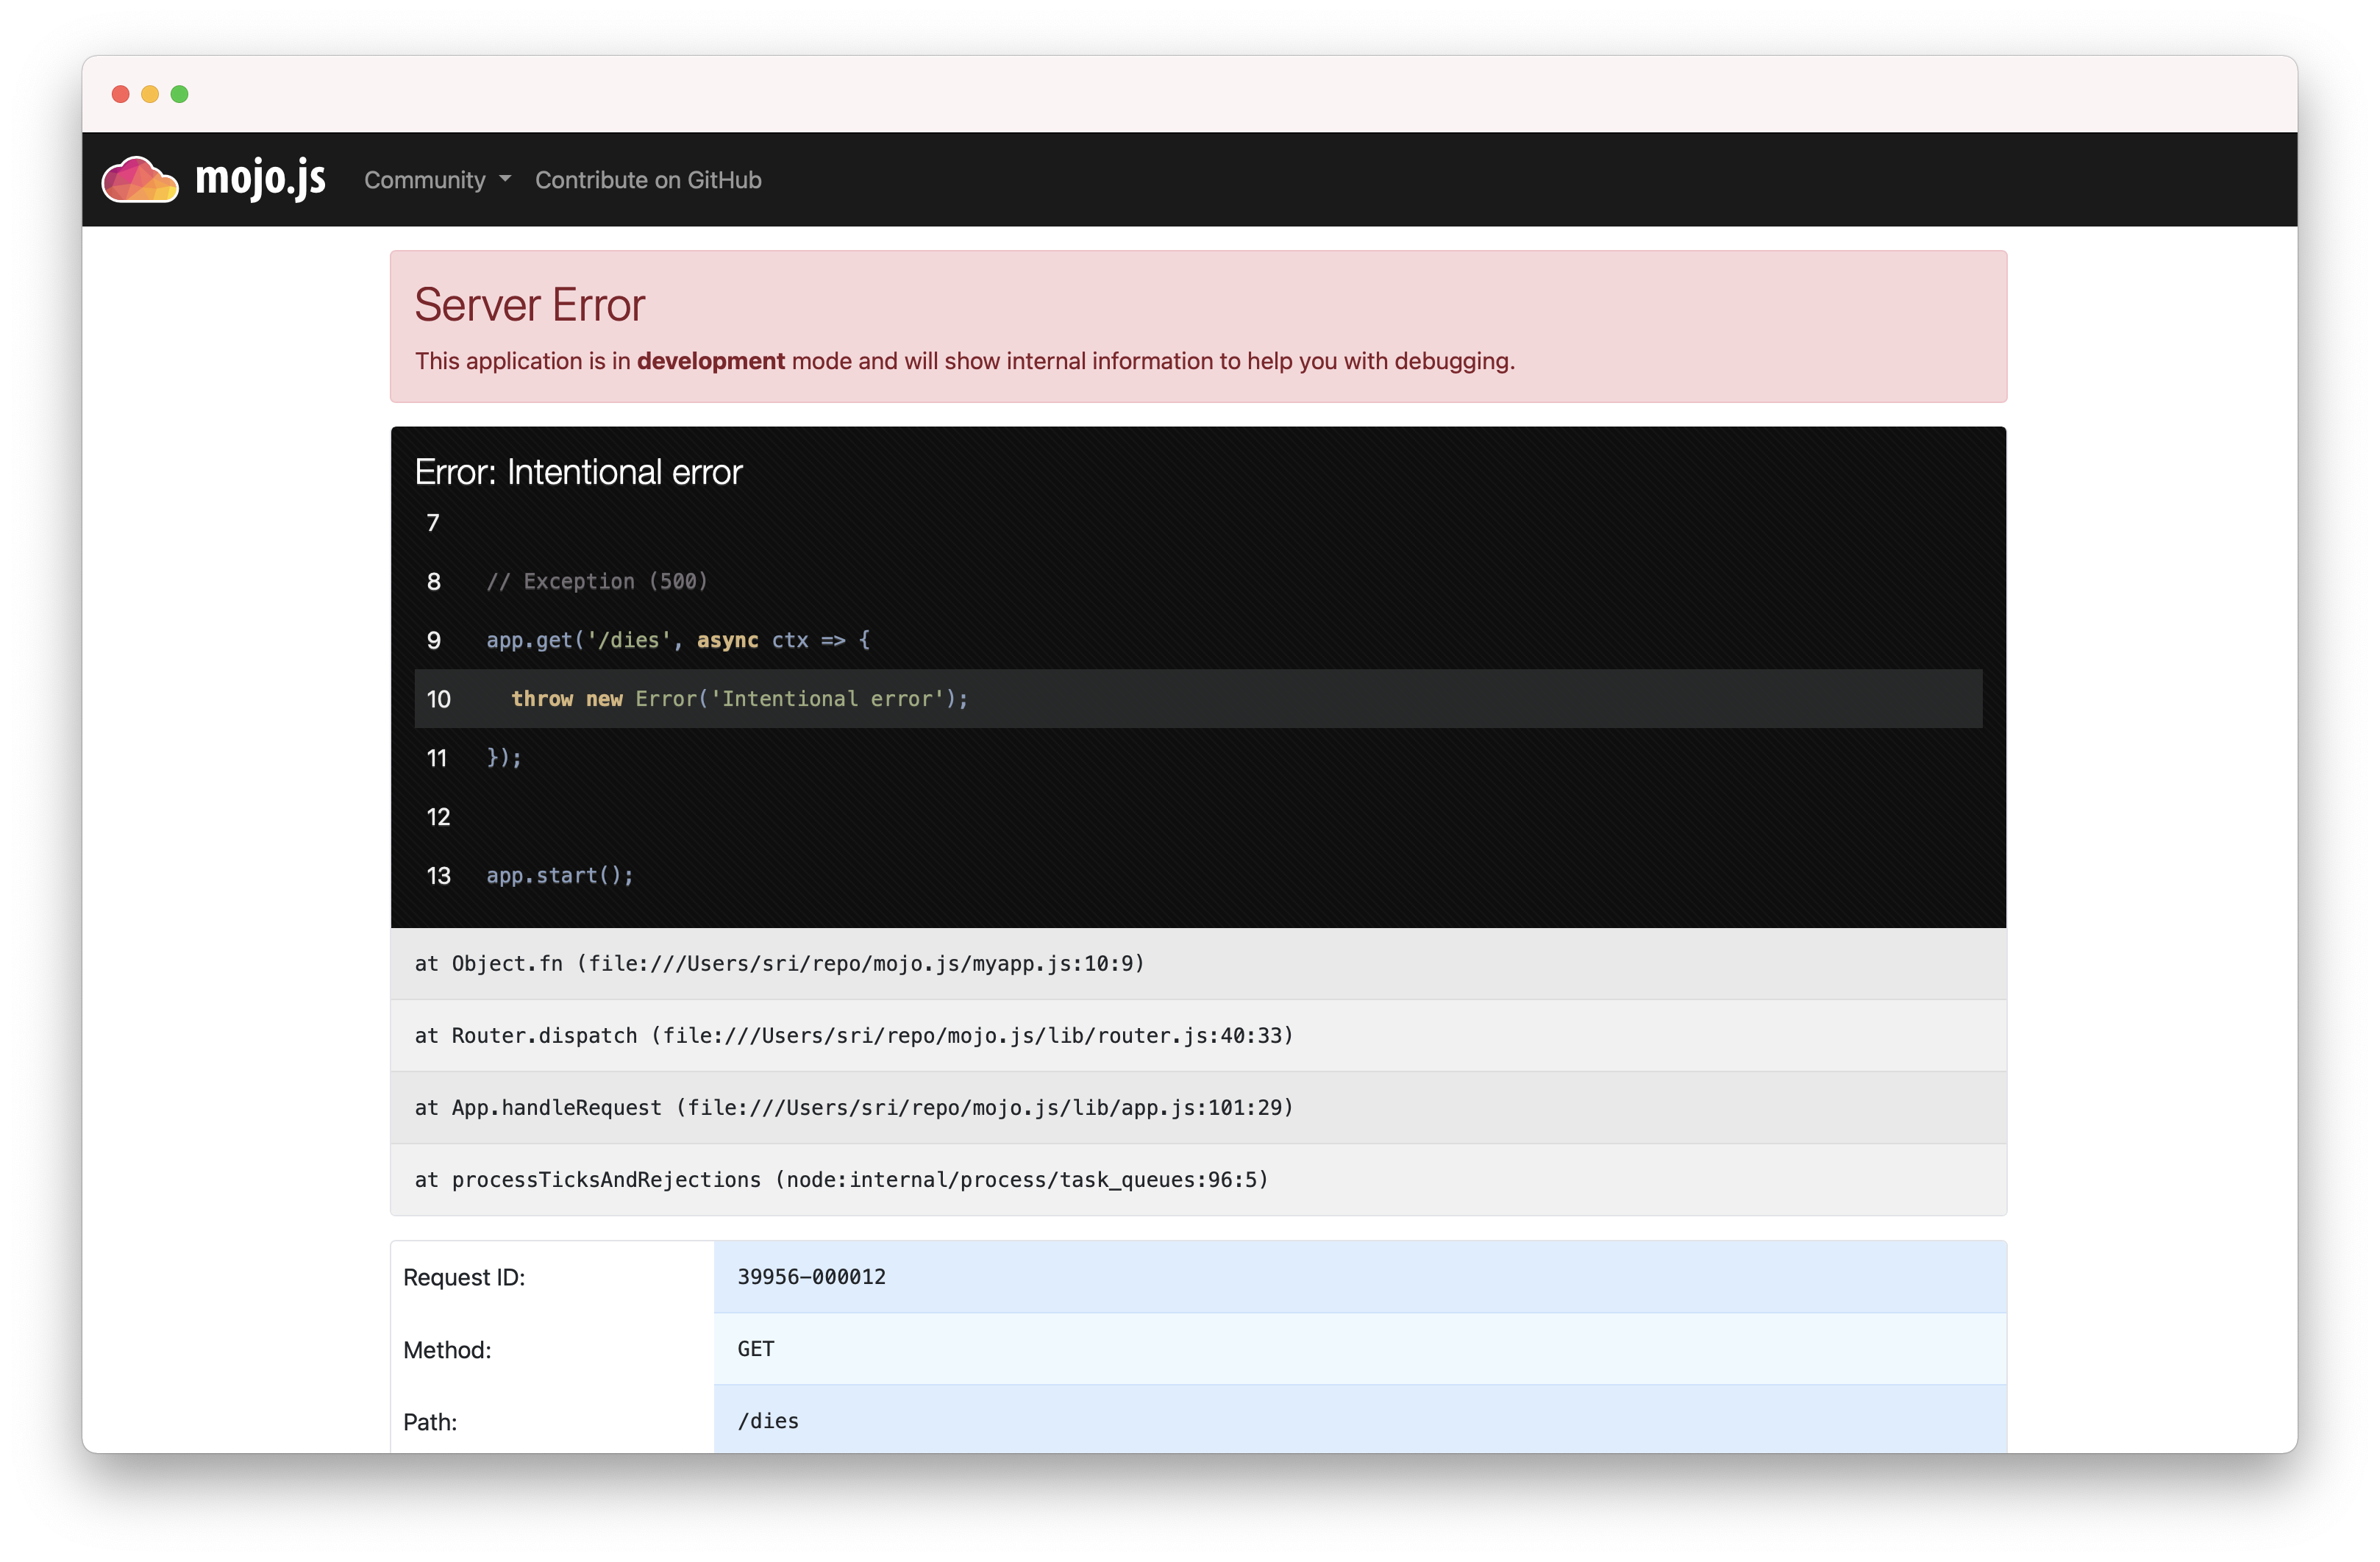 mojo.js Community Contribute on GitHub
Server Error
This application is in development mode and will show internal information to help you with debugging.
Error: Intentional error
7
8 // Exception (500)
9 app.get('/dies', async ctx => {
10 throw new Error('Intentional error');
11 });
12
13 app.start();
at Object.fn (file:///Users/sri/repo/mojo.js/myapp.js:10:9)
at Router.dispatch (file:///Users/sri/repo/mojo.js/lib/router.js:40:33)
at App.handleRequest (file:///Users/sri/repo/mojo.js/lib/app.js:101:29)
at processTicksAndRejections (node:internal/process/task_queues:96:5)
Request ID: 39956-000012
Method: GET
Path: /dies